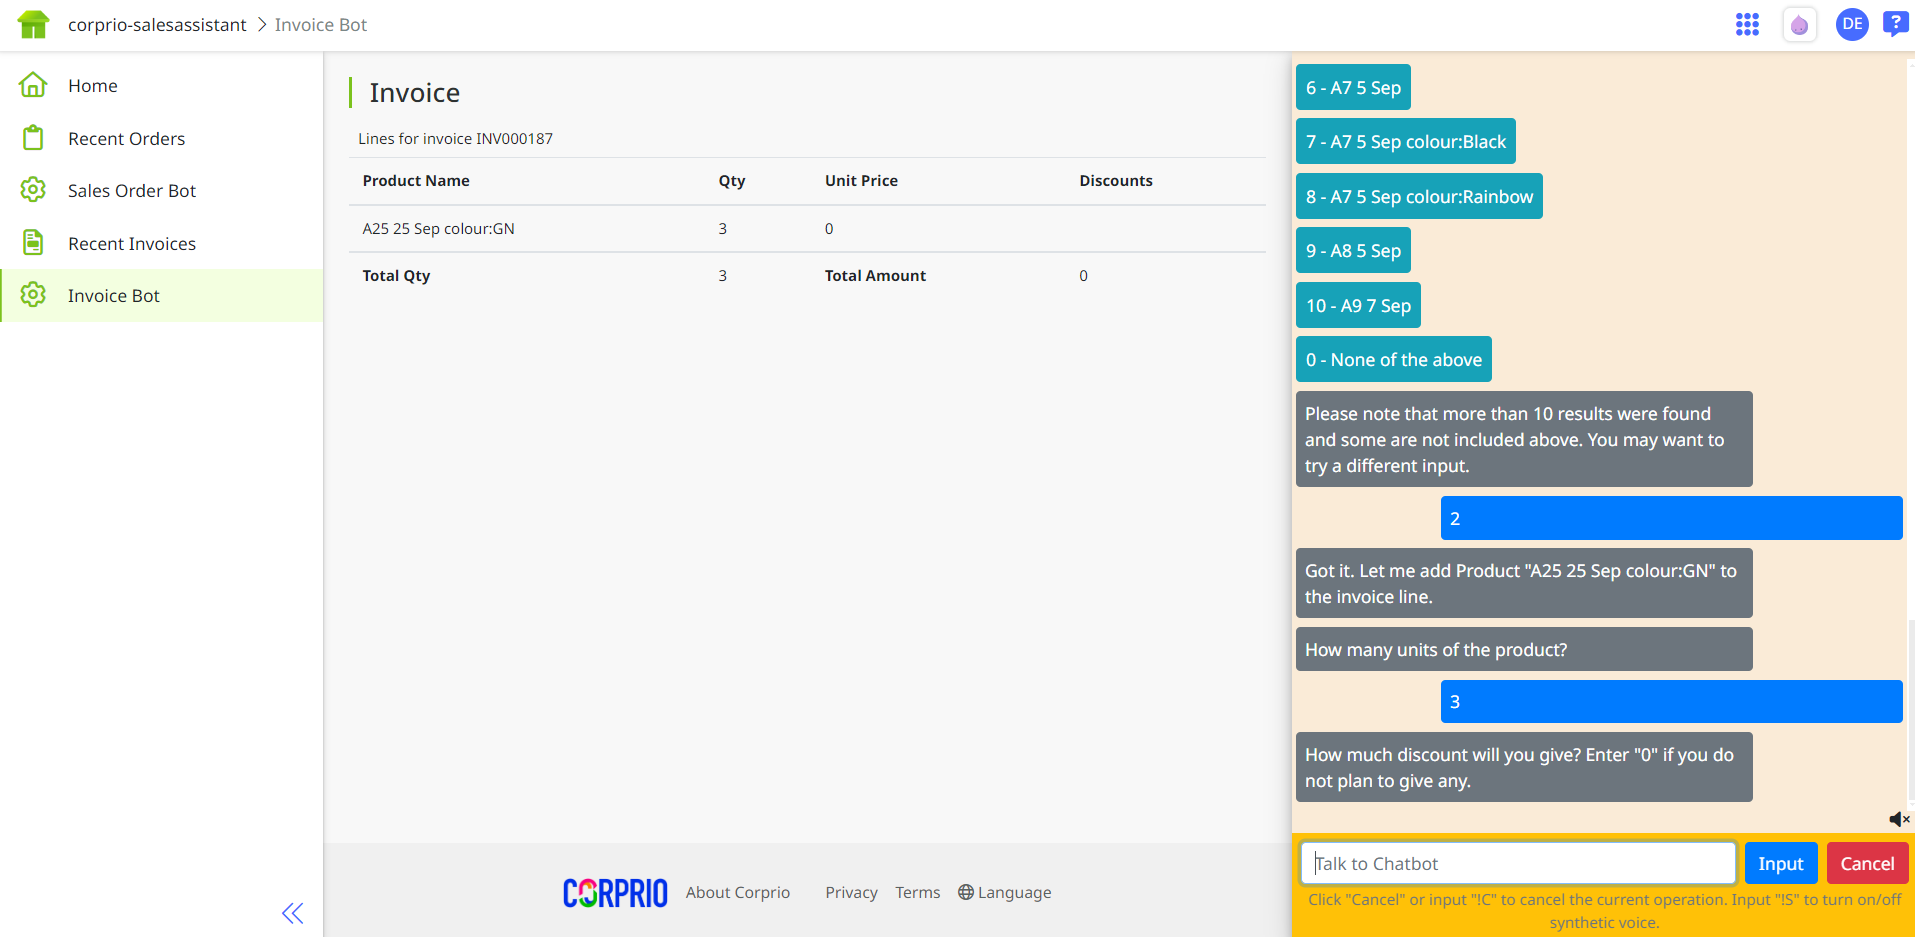 corprio-salesassistant > Invoice Bot
DE
?
Home
Recent Orders
Sales Order Bot
Recent Invoices
Invoice Bot
Invoice
Lines for invoice INV000187
Product Name Qty Unit Price Discounts
A25 25 Sep colour:GN 3 0
Total Qty 3 Total Amount 0
CORPRIO About Corprio Privacy Terms Language
6 - A7 5 Sep
7 - A7 5 Sep colour:Black
8 - A7 5 Sep colour:Rainbow
9 - A8 5 Sep
10 - A9 7 Sep
0 - None of the above
Please note that more than 10 results were found
and some are not included above. You may want to
try a different input.
2
Got it. Let me add Product "A25 25 Sep colour:GN" to
the invoice line.
How many units of the product?
3
How much discount will you give? Enter "0" if you do
not plan to give any.
Talk to Chatbot Input Cancel
Click "Cancel" or input "!C" to cancel the current operation. Input "!S" to turn on/off
synthetic voice.